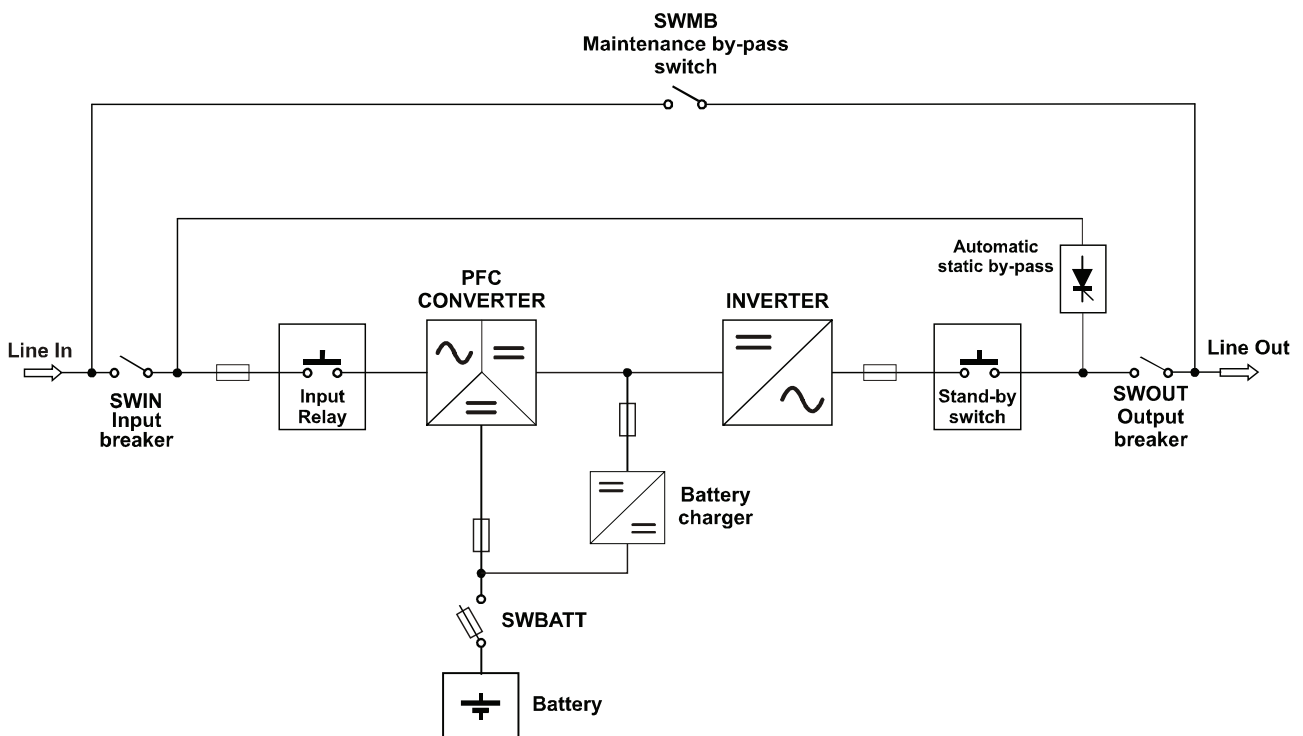 SWMB
Maintenance by-pass
switch
Automatic
static by-pass
PFC
CONVERTER
INVERTER
Line In
Line Out
SWIN
Input
breaker
Input
Relay
Stand-by
switch
SWOUT
Output
breaker
Battery
charger
SWBATT
Battery